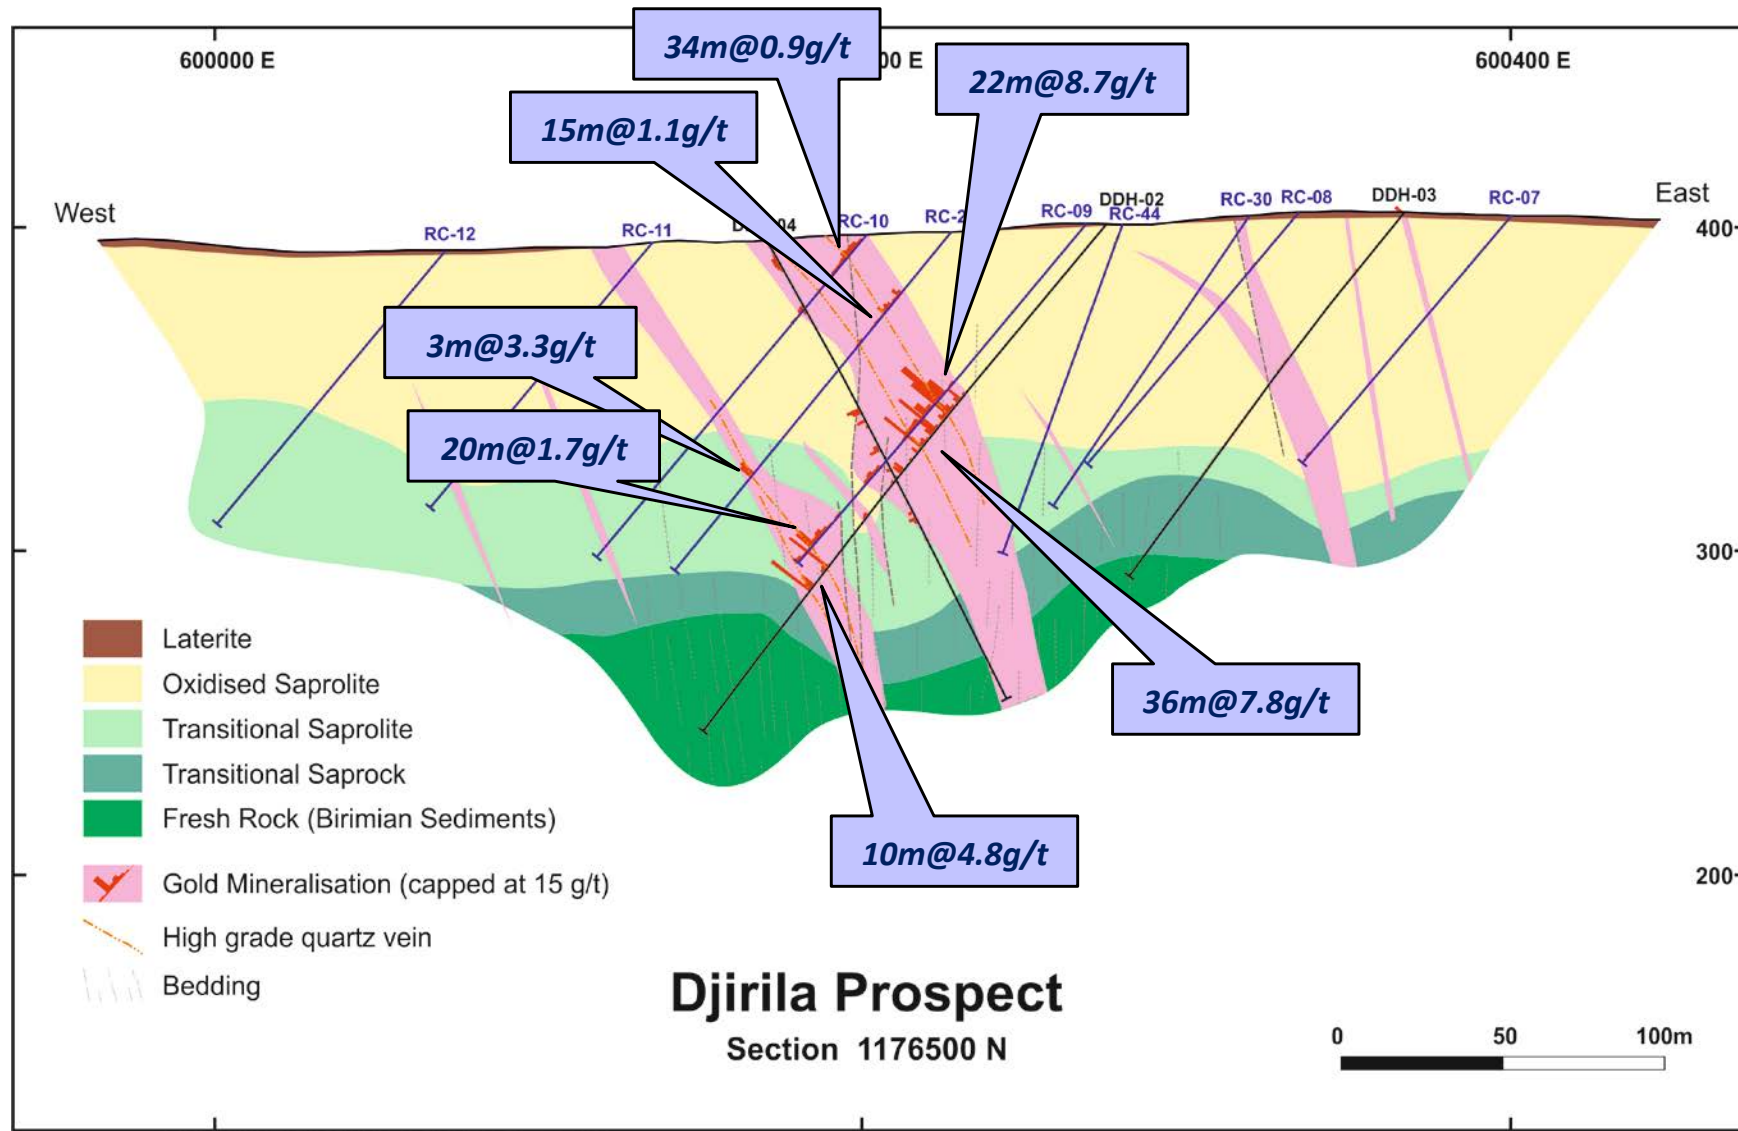 600000 E
34m@0.9g/t
00 E
22m@8.7g/t
600400 E
15m@1.1g/t
West
East
RC-12
RC-11
RC-10
RC-2
RC-09
DDH-02
RC-44
RC-30
RC-08
DDH-03
RC-07
400
3m@3.3g/t
20m@1.7g/t
300
Laterite
Oxidised Saprolite
Transitional Saprolite
Transitional Saprock
Fresh Rock (Birimian Sediments)
Gold Mineralisation (capped at 15 g/t)
High grade quartz vein
Bedding
36m@7.8g/t
10m@4.8g/t
200
Djirila Prospect
Section 1176500 N
0 50 100m